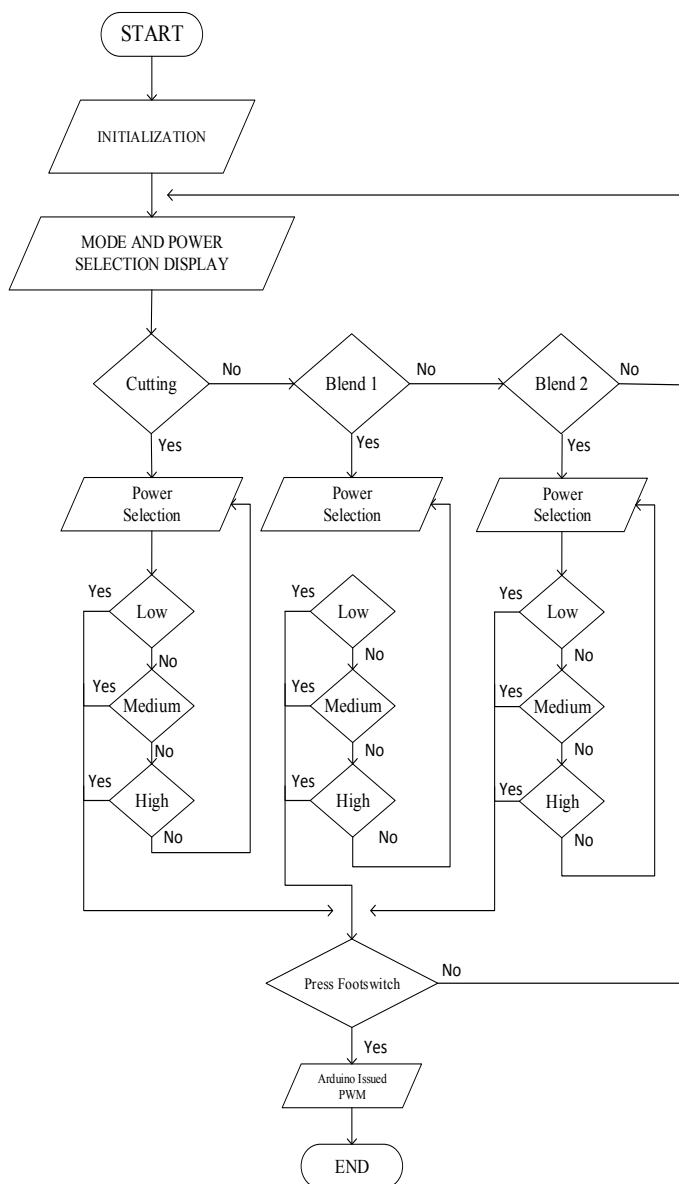 START
INITIALIZATION
MODE AND POWER
SELECTION DISPLAY
Cutting
No
Blend 1
No
Blend 2
No
Yes
Yes
Yes
Power
Selection
Power
Selection
Power
Selection
Yes
Low
No
Yes
Medium
No
Yes
High
No
Yes
Low
No
Yes
Medium
No
Yes
High
No
Yes
Low
No
Yes
Medium
No
Yes
High
No
Press Footswitch
No
Yes
Arduino Issued
PWM
END